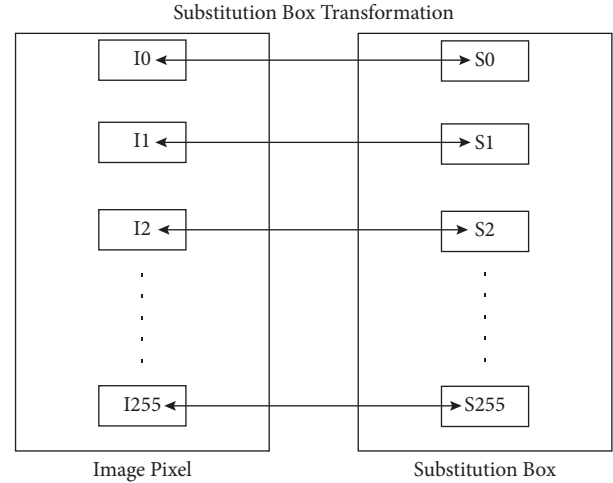 Substitution Box Transformation
I0 S0
I1 S1
I2 S2
I255 S255
Image Pixel Substitution Box